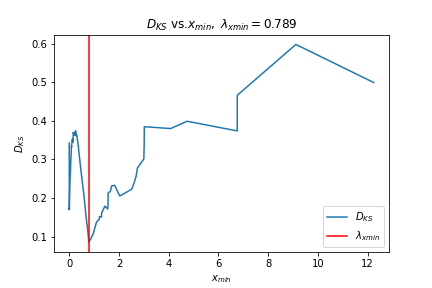 D_KS vs.x_min, λ_xmin = 0.789
0.6
0.5
0.4
0.3
0.2
0.1
D_KS
0 2 4 6 8 10 12
x_min
D_KS
λ_xmin